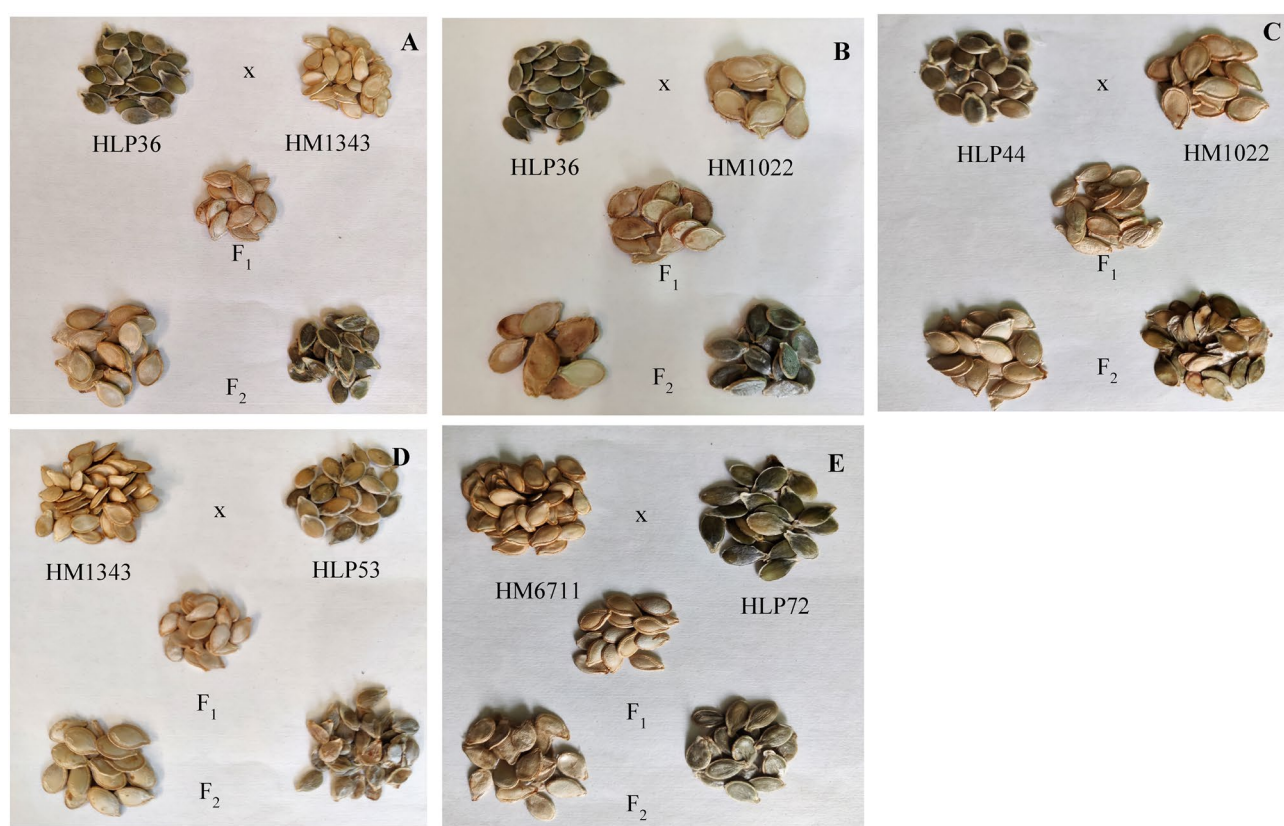 A
x
HLP36 HM1343
F1
F2
B
x
HLP36 HM1022
F1
F2
C
x
HLP44 HM1022
F1
F2
D
x
HM1343 HLP53
F1
F2
E
x
HM6711 HLP72
F1
F2